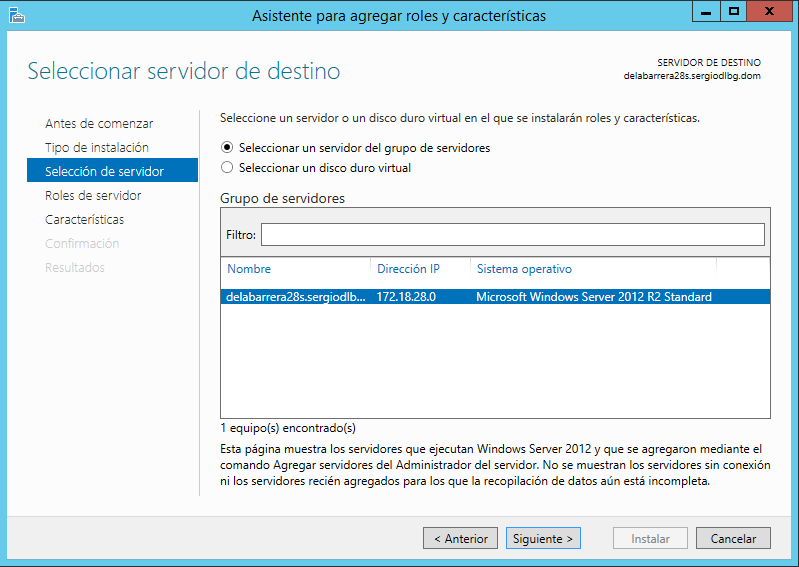 Asistente para agregar roles y características
Seleccionar servidor de destino
SERVIDOR DE DESTINO
delabarrera28s.sergiodlbg.dom
Antes de comenzar
Tipo de instalación
Selección de servidor
Roles de servidor
Características
Confirmación
Resultados
Seleccione un servidor o un disco duro virtual en el que se instalarán roles y características.
Seleccionar un servidor del grupo de servidores
Seleccionar un disco duro virtual
Grupo de servidores
Filtro:
Nombre Dirección IP Sistema operativo
delabarrera28s.sergiodlb... 172.18.28.0 Microsoft Windows Server 2012 R2 Standard
1 equipo(s) encontrado(s)
Esta página muestra los servidores que ejecutan Windows Server 2012 y que se agregaron mediante el
comando Agregar servidores del Administrador del servidor. No se muestran los servidores sin conexión
ni los servidores recién agregados para los que la recopilación de datos aún está incompleta.
< Anterior Siguiente > Instalar Cancelar